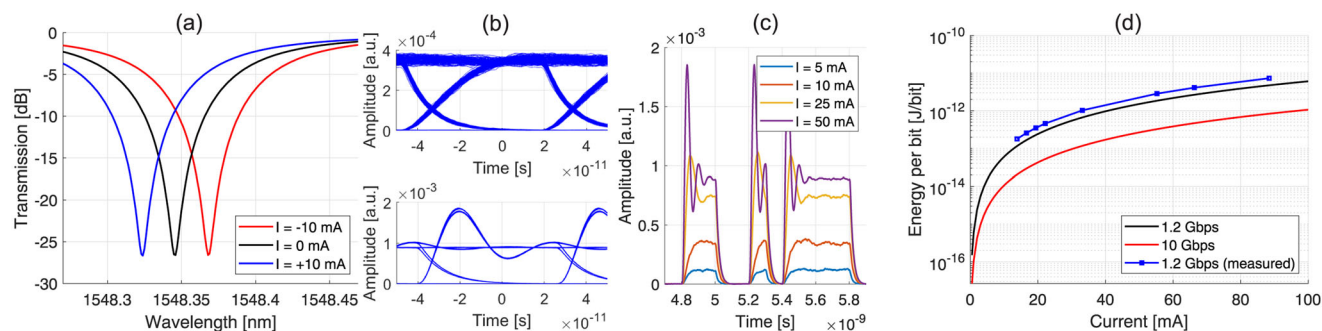 (a)
Transmission [dB]
0
-5
-10
-15
-20
-25
-30
I = -10 mA
I = 0 mA
I = +10 mA
1548.3
1548.35
1548.4
1548.45
Wavelength [nm]
(b)
×10-4
Amplitude [a.u.]
4
2
0
-4
-2
0
2
4
Time [s]
×10-11
×10-3
Amplitude [a.u.]
2
1
0
-4
-2
0
2
4
Time [s]
×10-11
(c)
×10-3
Amplitude [a.u.]
2
1.5
1
0.5
0
I = 5 mA
I = 10 mA
I = 25 mA
I = 50 mA
4.8
5
5.2
5.4
5.6
5.8
Time [s]
×10-9
(d)
Energy per bit [J/bit]
10-10
10-12
10-14
10-16
1.2 Gbps
10 Gbps
1.2 Gbps (measured)
0
20
40
60
80
100
Current [mA]